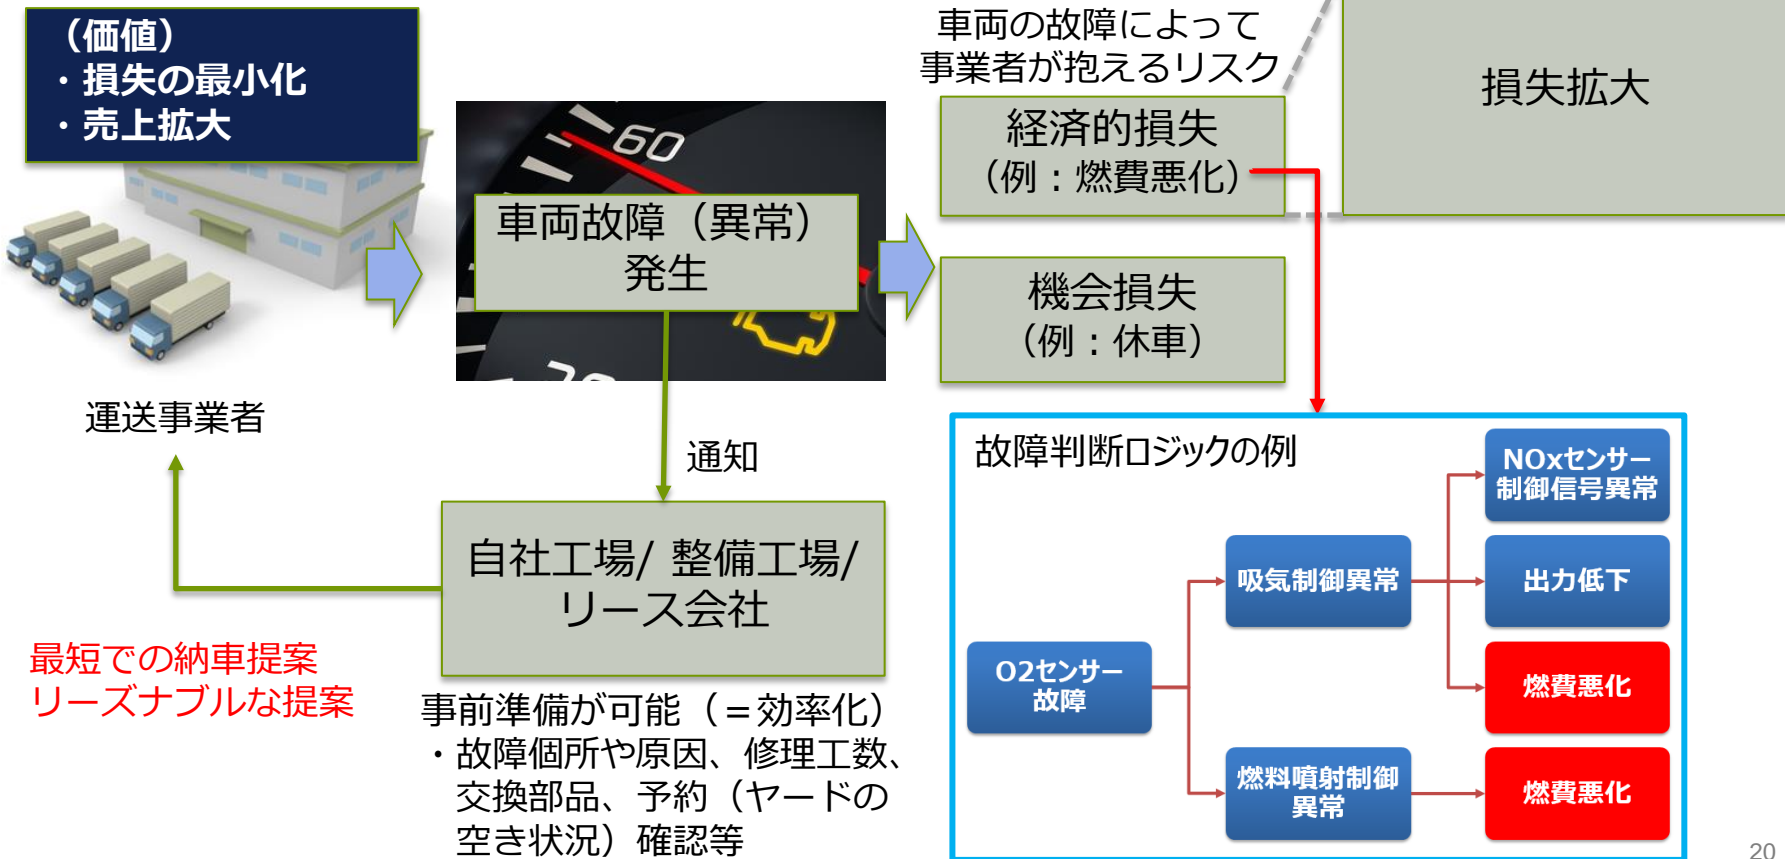 （価値）
・損失の最小化
・売上拡大
運送事業者
60
車両故障（異常）
発生
通知
自社工場/ 整備工場/
リース会社
最短での納車提案
リーズナブルな提案
事前準備が可能（＝効率化）
・故障個所や原因、修理工数、
交換部品、予約（ヤードの
空き状況）確認等
車両の故障によって
事業者が抱えるリスク
経済的損失
（例：燃費悪化）
機会損失
（例：休車）
損失拡大
故障判断ロジックの例
O2センサー
故障
吸気制御異常
燃料噴射制御
異常
NOxセンサー
制御信号異常
出力低下
燃費悪化
燃費悪化
20